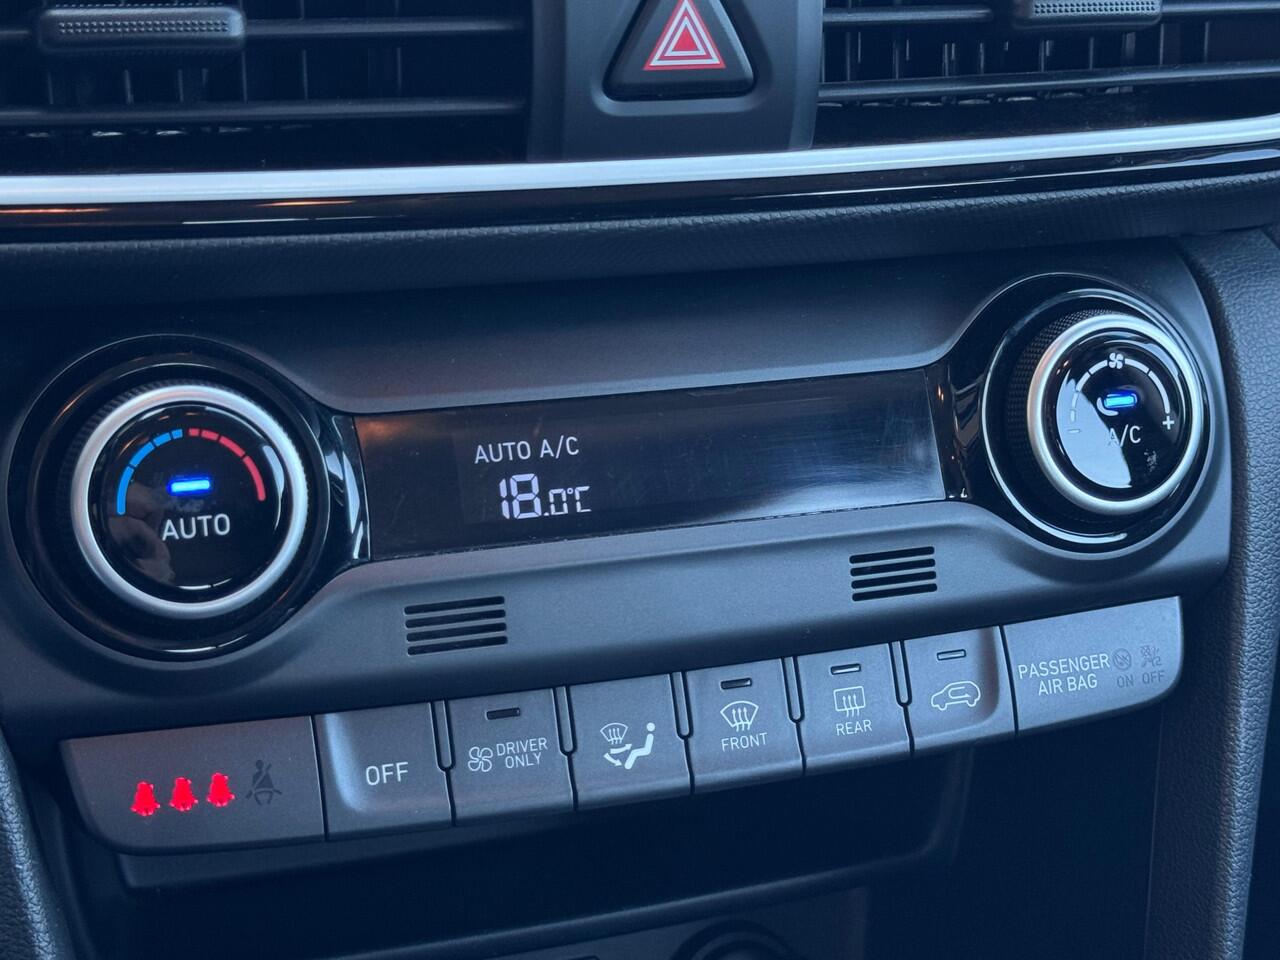 AUTO A/C
18.0°C
AUTO
A/C
- +
OFF
DRIVER
ONLY
FRONT
REAR
PASSENGER
AIR BAG
ON OFF